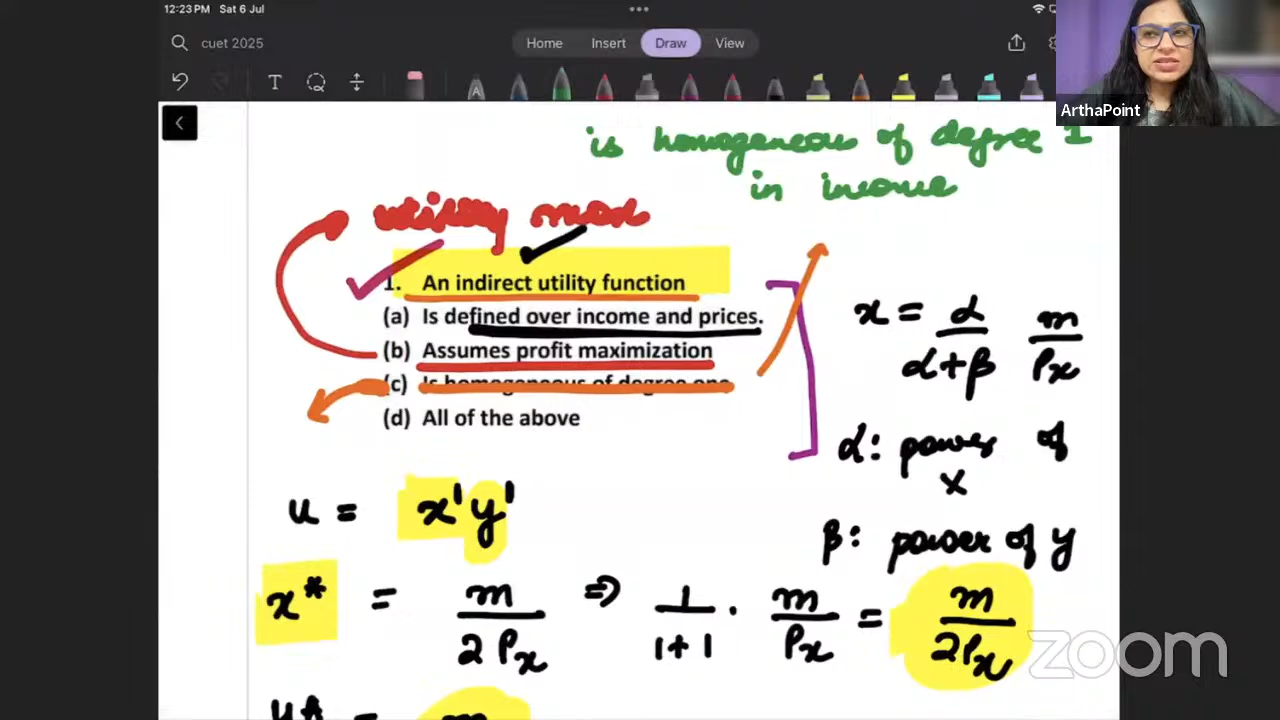 12:23 PM Sat 6 Jul
cuet 2025
Home Insert Draw View
ArthaPoint
is homogeneous of degree 1
in income
utility max
1. An indirect utility function
(a) Is defined over income and prices.
(b) Assumes profit maximization
(c) Is homogeneous of degree one
(d) All of the above
x = α/(α+β) m/Px
α: power of
x
β: power of y
u = x¹y¹
x* = m/2Px ⇒ 1/(1+1) · m/Px = m/2Px
zoom